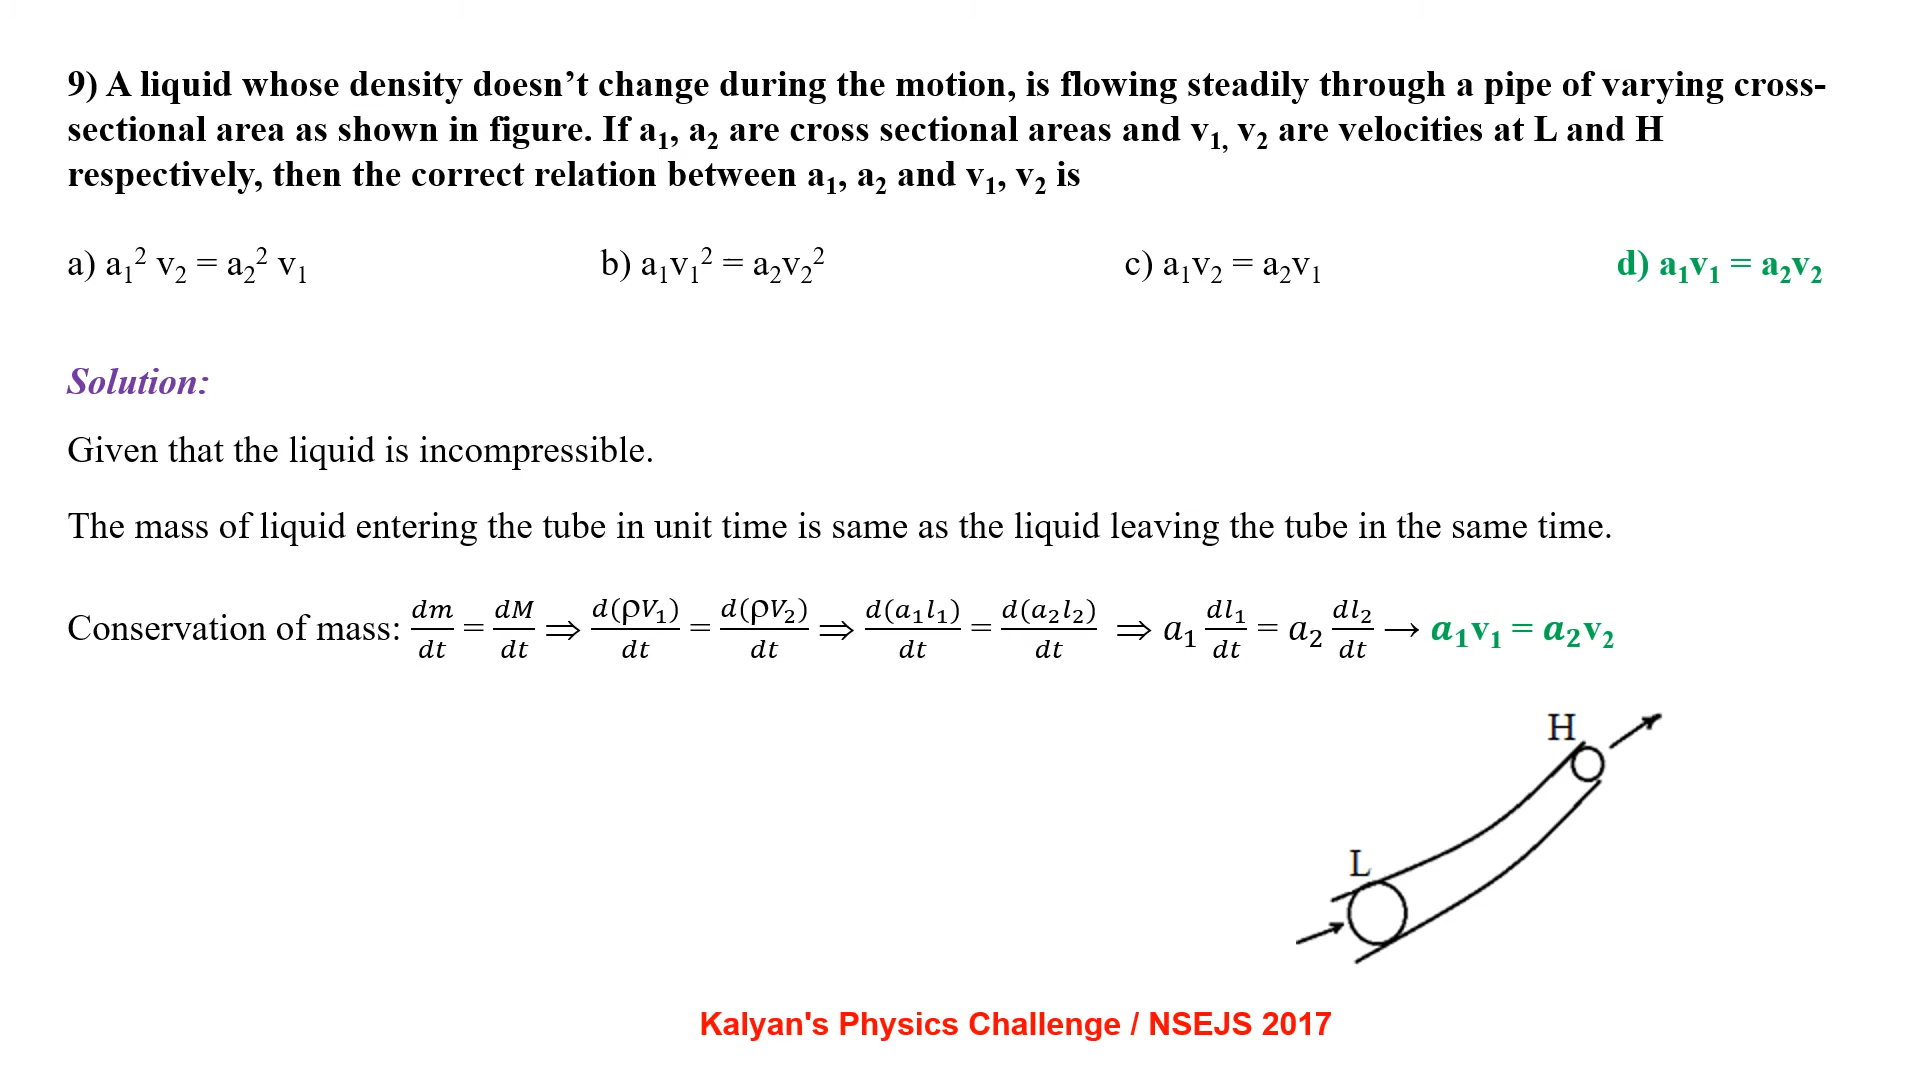 9) A liquid whose density doesn’t change during the motion, is flowing steadily through a pipe of varying cross-
sectional area as shown in figure. If a₁, a₂ are cross sectional areas and v₁, v₂ are velocities at L and H
respectively, then the correct relation between a₁, a₂ and v₁, v₂ is
a) a₁² v₂ = a₂² v₁ b) a₁v₁² = a₂v₂² c) a₁v₂ = a₂v₁ d) a₁v₁ = a₂v₂
Solution:
Given that the liquid is incompressible.
The mass of liquid entering the tube in unit time is same as the liquid leaving the tube in the same time.
Conservation of mass: dm/dt = dM/dt ⇒ d(ρV₁)/dt = d(ρV₂)/dt ⇒ d(a₁l₁)/dt = d(a₂l₂)/dt ⇒ a₁ dl₁/dt = a₂ dl₂/dt → a₁v₁ = a₂v₂
H
L
Kalyan's Physics Challenge / NSEJS 2017